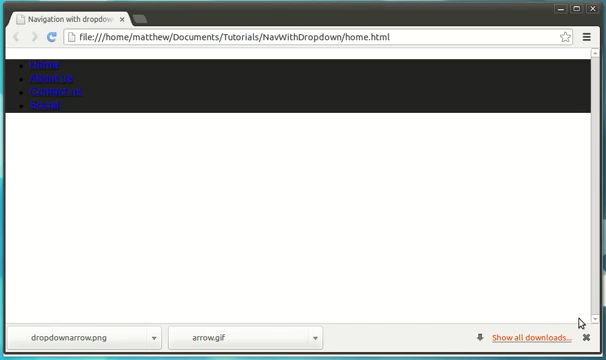 Navigation with dropdow
file:///home/matthew/Documents/Tutorials/NavWithDropdown/home.html
Home
About us
Contact us
Social
dropdownarrow.png
arrow.gif
Show all downloads...